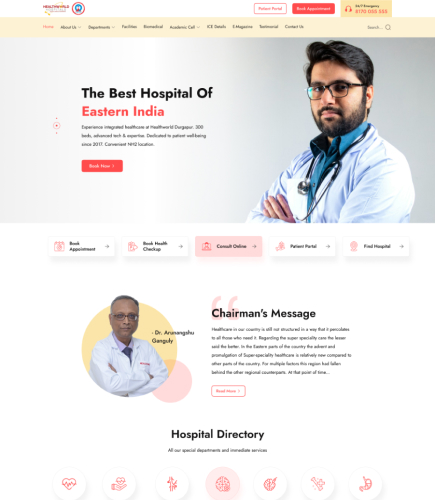 HEALTHWORLD
HOSPITALS
Patient Portal
Book Appointment
24/7 Emergency
8170 055 055
Home
About Us
Departments
Facilities
Biomedical
Academic Cell
ICE Details
E-Magazine
Testimonial
Contact Us
Search...
The Best Hospital Of
Eastern India
Experience integrated healthcare at Healthworld Durgapur. 300
beds, advanced tech & expertise. Dedicated to patient well-being
since 2017. Convenient NH2 location.
Book Now
Book
Appointment
Book Health
Checkup
Consult Online
Patient Portal
Find Hospital
- Dr. Arunangshu
Ganguly
Chairman's Message
Healthcare in our country is still not structured in a way that it percolates
to all those who need it. Regarding the super speciality care the lesser
said the better. In the Eastern parts of the country the advent and
promulgation of Super-speciality healthcare is relatively new compared to
other parts of the country. For multiple factors this region had fallen
behind the other regional counterparts. At that point of time...
Read More
Hospital Directory
All our special departments and immediate services